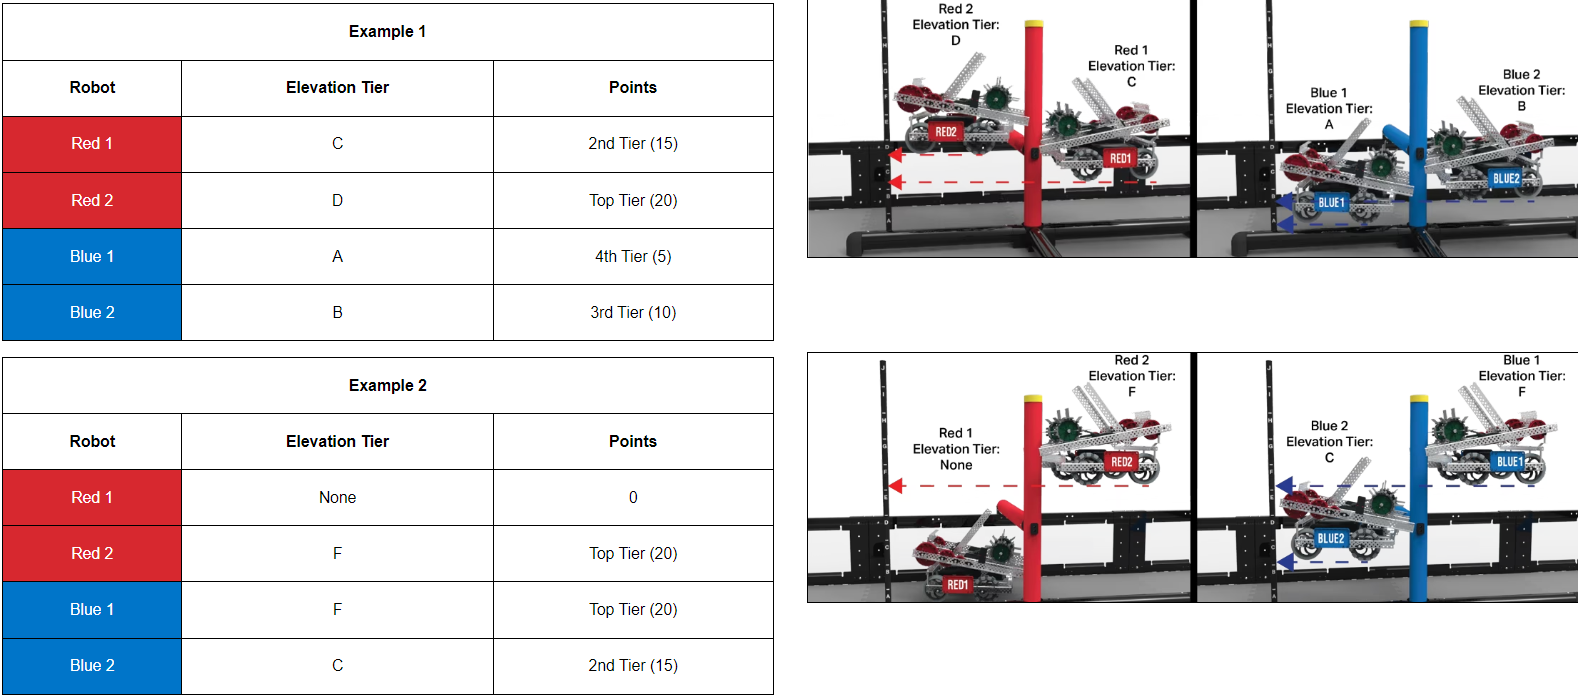 Example 1
Robot Elevation Tier Points
Red 1 C 2nd Tier (15)
Red 2 D Top Tier (20)
Blue 1 A 4th Tier (5)
Blue 2 B 3rd Tier (10)
Red 2
Elevation Tier:
D
Red 1
Elevation Tier:
C
RED2
RED1
Blue 1
Elevation Tier:
A
Blue 2
Elevation Tier:
B
BLUE1
BLUE2
Example 2
Robot Elevation Tier Points
Red 1 None 0
Red 2 F Top Tier (20)
Blue 1 F Top Tier (20)
Blue 2 C 2nd Tier (15)
Red 1
Elevation Tier:
None
Red 2
Elevation Tier:
F
RED2
RED1
Blue 2
Elevation Tier:
C
Blue 1
Elevation Tier:
F
BLUE1
BLUE2